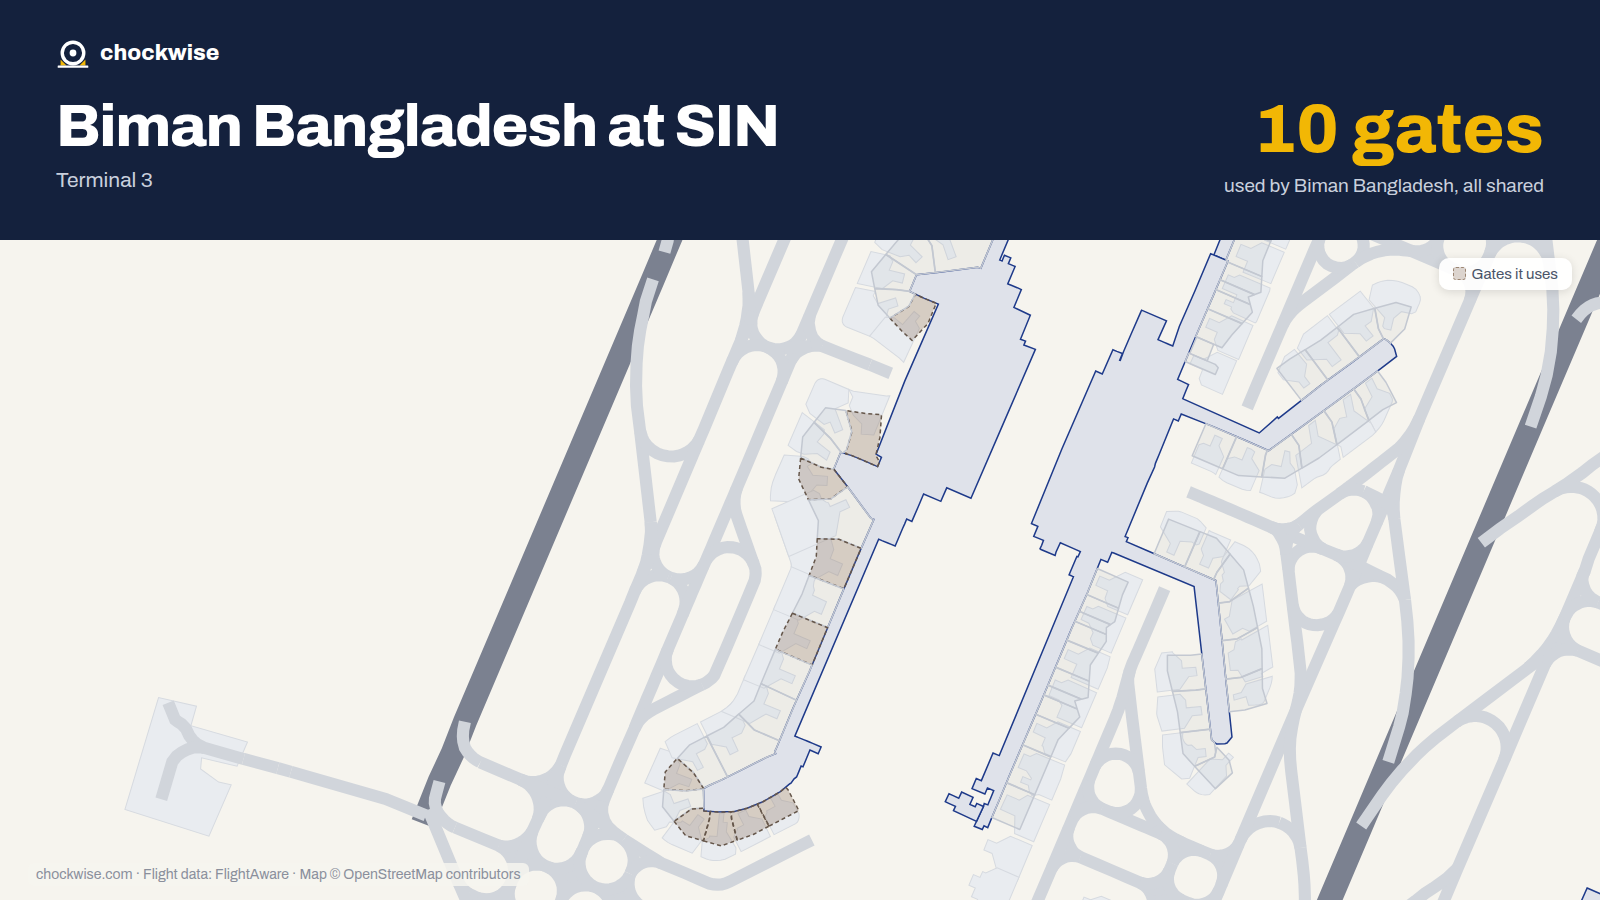 chockwise
Biman Bangladesh at SIN
Terminal 3
10 gates
used by Biman Bangladesh, all shared
Gates it uses
chockwise.com · Flight data: FlightAware · Map © OpenStreetMap contributors